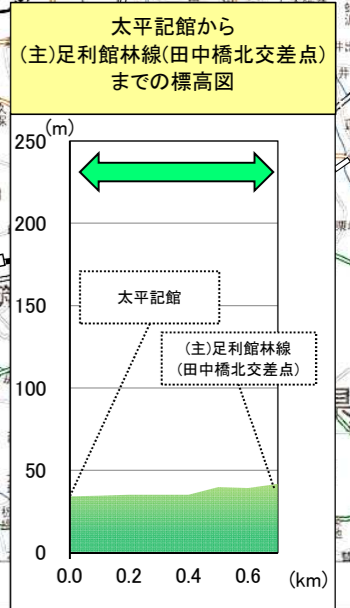 太平記館から
(主)足利館林線(田中橋北交差点)
までの標高図
(m)
250
200
150
100
50
0
太平記館
(主)足利館林線
(田中橋北交差点)
0.0 0.2 0.4 0.6 (km)